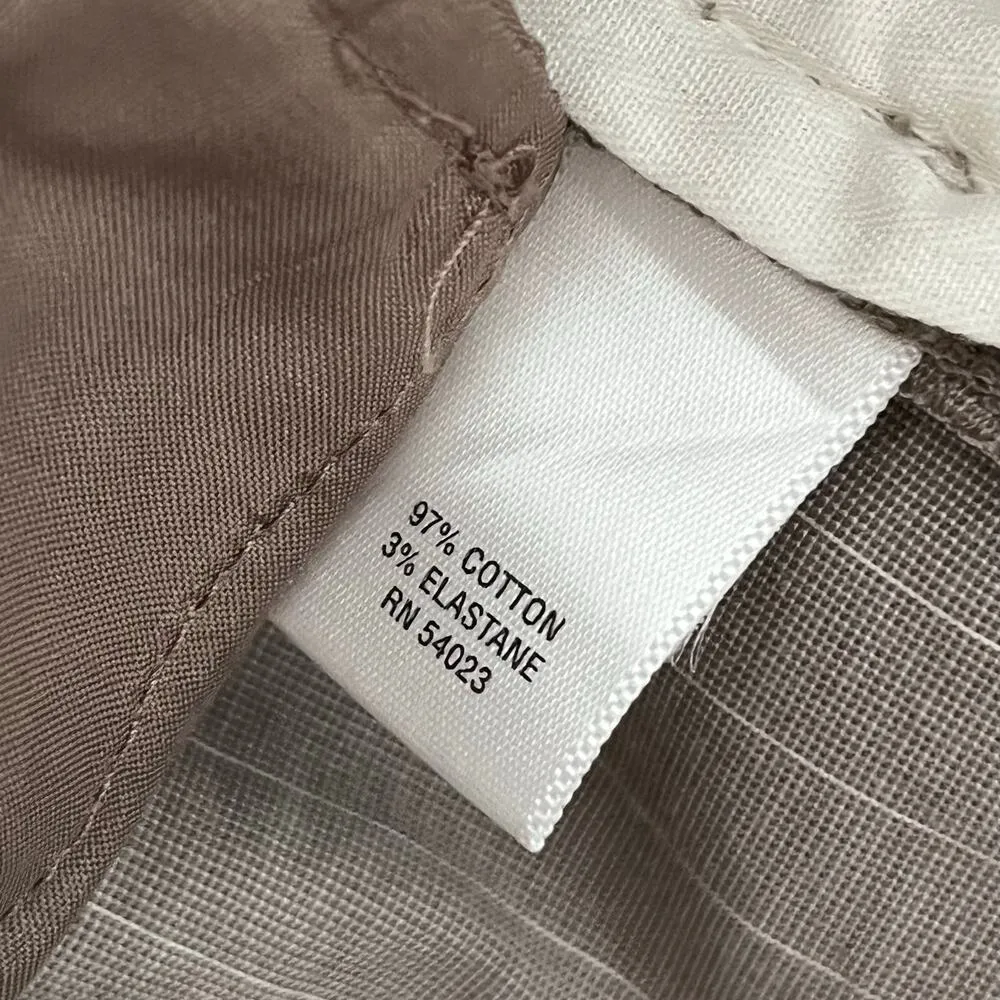 97% COTTON
3% ELASTANE
RN 54023